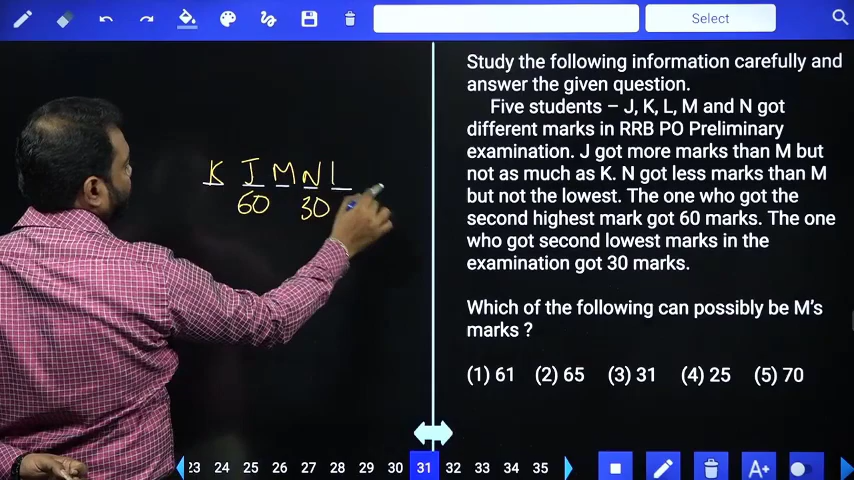 Select
Study the following information carefully and
answer the given question.
Five students – J, K, L, M and N got
different marks in RRB PO Preliminary
examination. J got more marks than M but
not as much as K. N got less marks than M
but not the lowest. The one who got the
second highest mark got 60 marks. The one
who got second lowest marks in the
examination got 30 marks.
K J M N L
60 30
Which of the following can possibly be M's
marks ?
(1) 61 (2) 65 (3) 31 (4) 25 (5) 70
23 24 25 26 27 28 29 30 31 32 33 34 35
A+